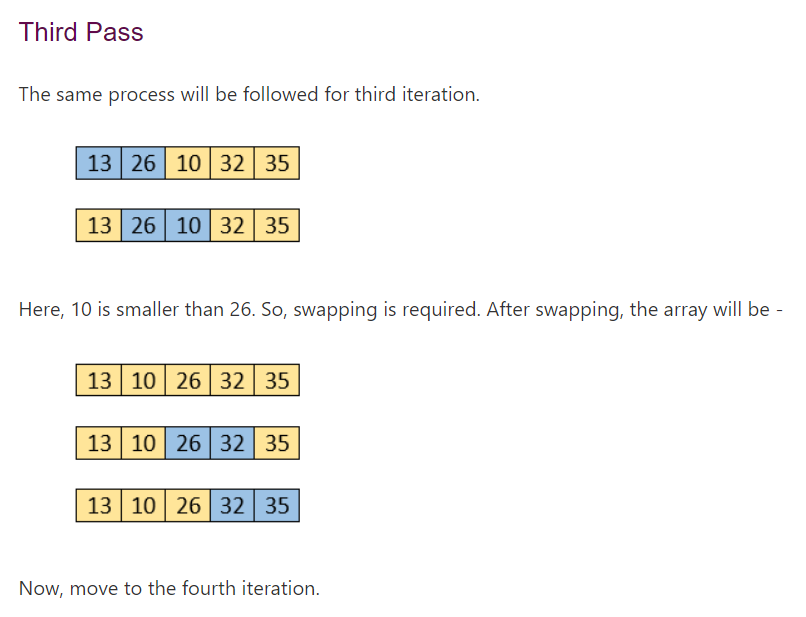 Third Pass
The same process will be followed for third iteration.
13 26 10 32 35
13 26 10 32 35
Here, 10 is smaller than 26. So, swapping is required. After swapping, the array will be -
13 10 26 32 35
13 10 26 32 35
13 10 26 32 35
Now, move to the fourth iteration.